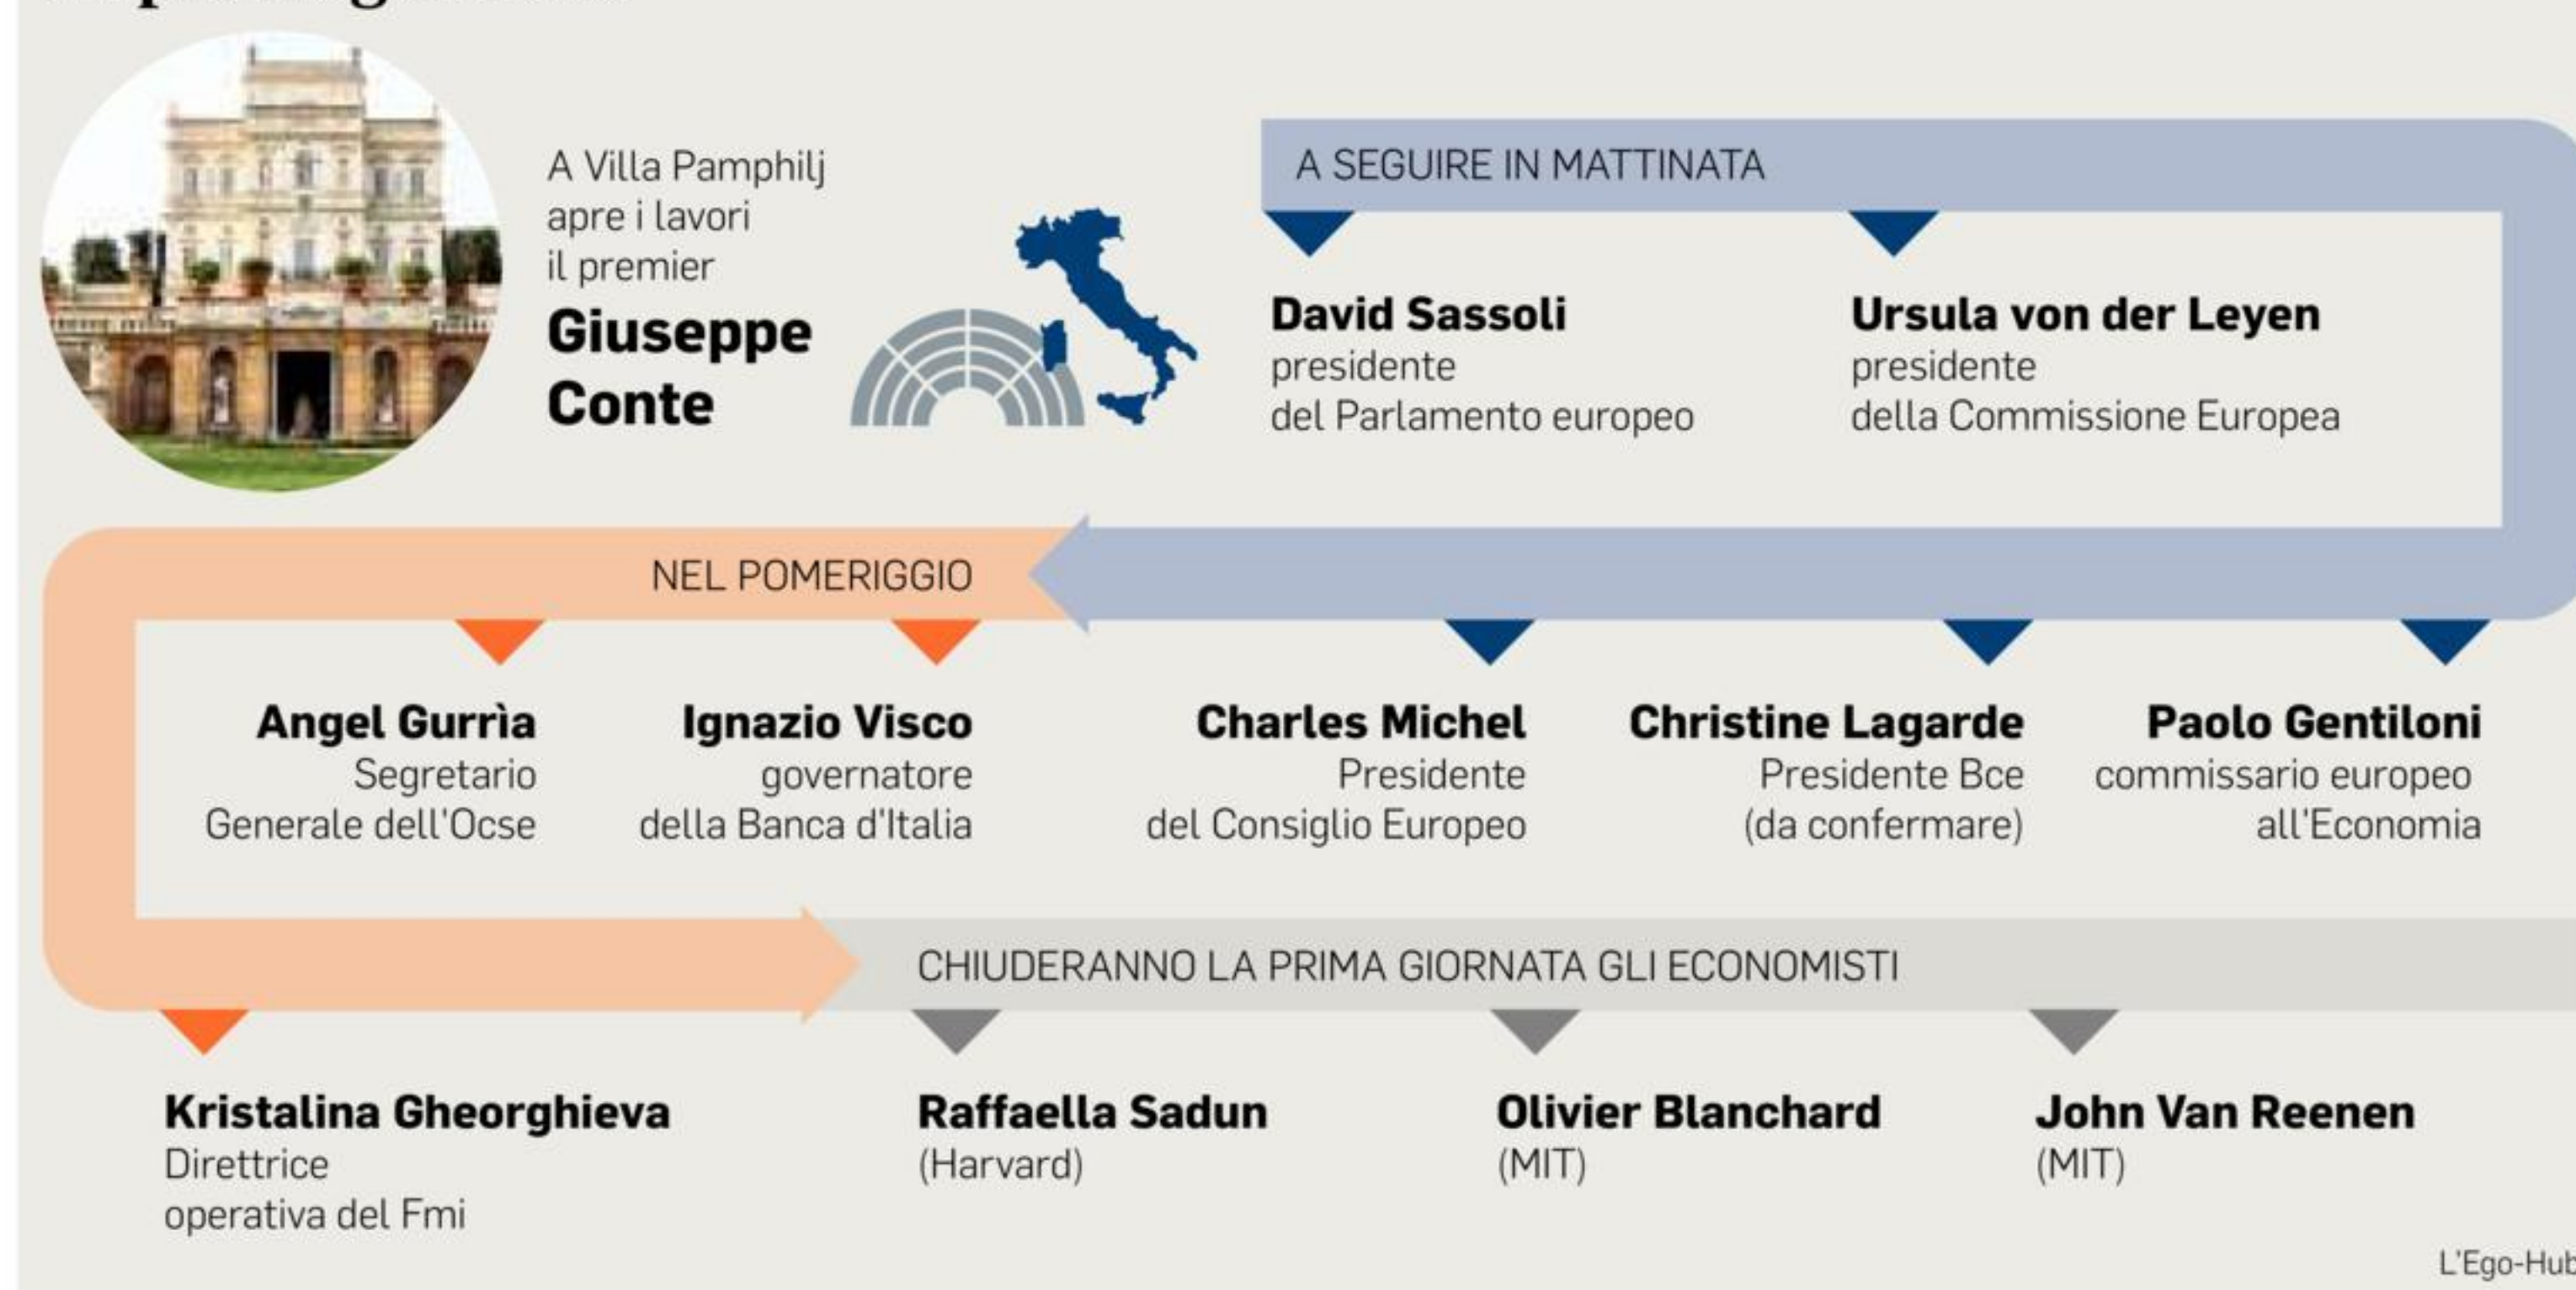 A Villa Pamphilj
apre i lavori
il premier
Giuseppe
Conte
A SEGUIRE IN MATTINATA
David Sassoli
presidente
del Parlamento europeo
Ursula von der Leyen
presidente
della Commissione Europea
Paolo Gentiloni
commissario europeo
all'Economia
Christine Lagarde
Presidente Bce
(da confermare)
Charles Michel
Presidente
del Consiglio Europeo
NEL POMERIGGIO
Ignazio Visco
governatore
della Banca d'Italia
Angel Gurrìa
Segretario
Generale dell'Ocse
Kristalina Gheorghieva
Direttrice
operativa del Fmi
CHIUDERANNO LA PRIMA GIORNATA GLI ECONOMISTI
Raffaella Sadun
(Harvard)
Olivier Blanchard
(MIT)
John Van Reenen
(MIT)
L'Ego-Hub